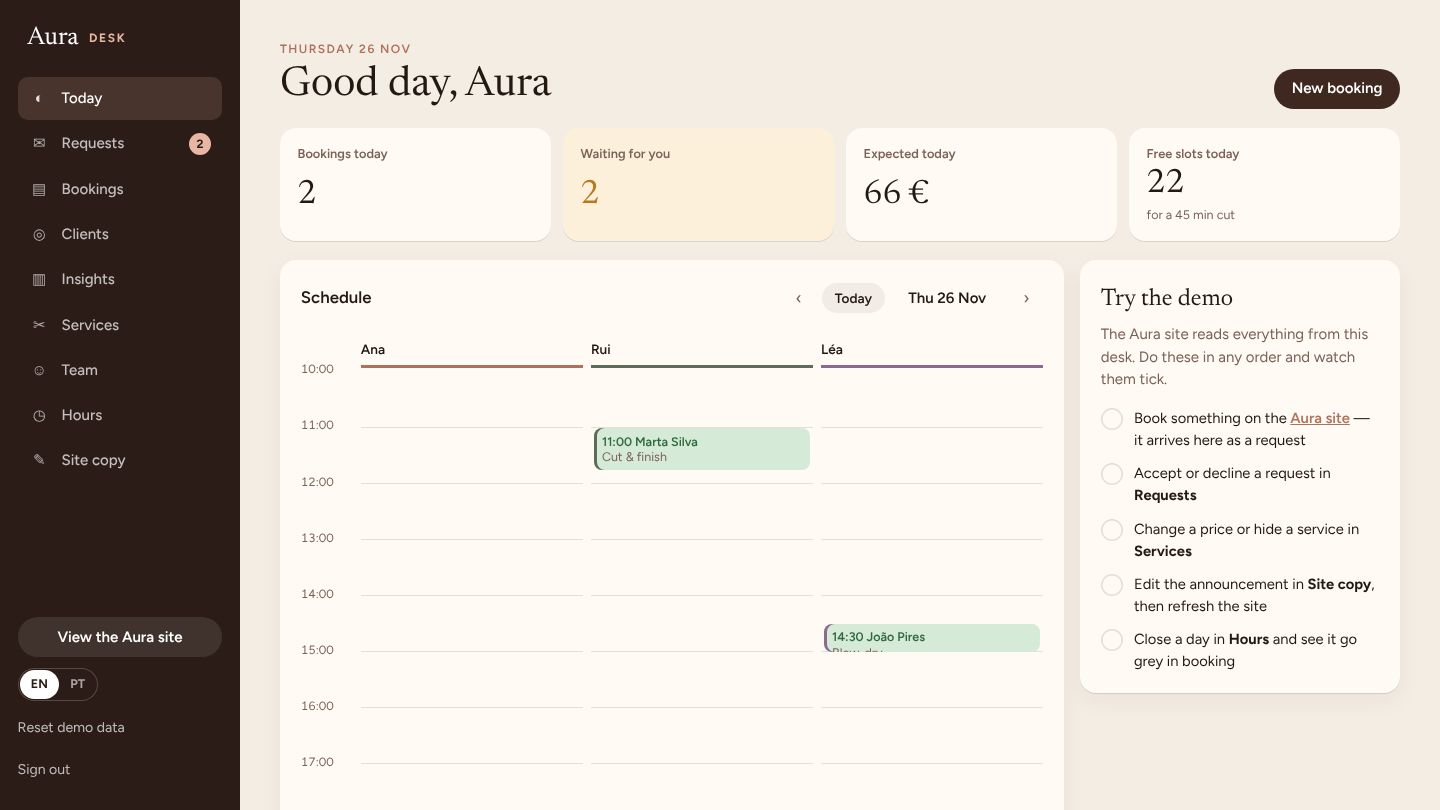 Aura DESK
Today
Requests 2
Bookings
Clients
Insights
Services
Team
Hours
Site copy
View the Aura site
EN PT
Reset demo data
Sign out
THURSDAY 26 NOV
Good day, Aura
New booking
Bookings today
2
Waiting for you
2
Expected today
66 €
Free slots today
22
for a 45 min cut
Schedule
‹ Today Thu 26 Nov ›
Ana Rui Léa
10:00
11:00
11:00 Marta Silva
Cut & finish
12:00
13:00
14:00
14:30 João Pires
Blow-dry
15:00
16:00
17:00
Try the demo
The Aura site reads everything from this
desk. Do these in any order and watch
them tick.
Book something on the Aura site —
it arrives here as a request
Accept or decline a request in
Requests
Change a price or hide a service in
Services
Edit the announcement in Site copy,
then refresh the site
Close a day in Hours and see it go
grey in booking